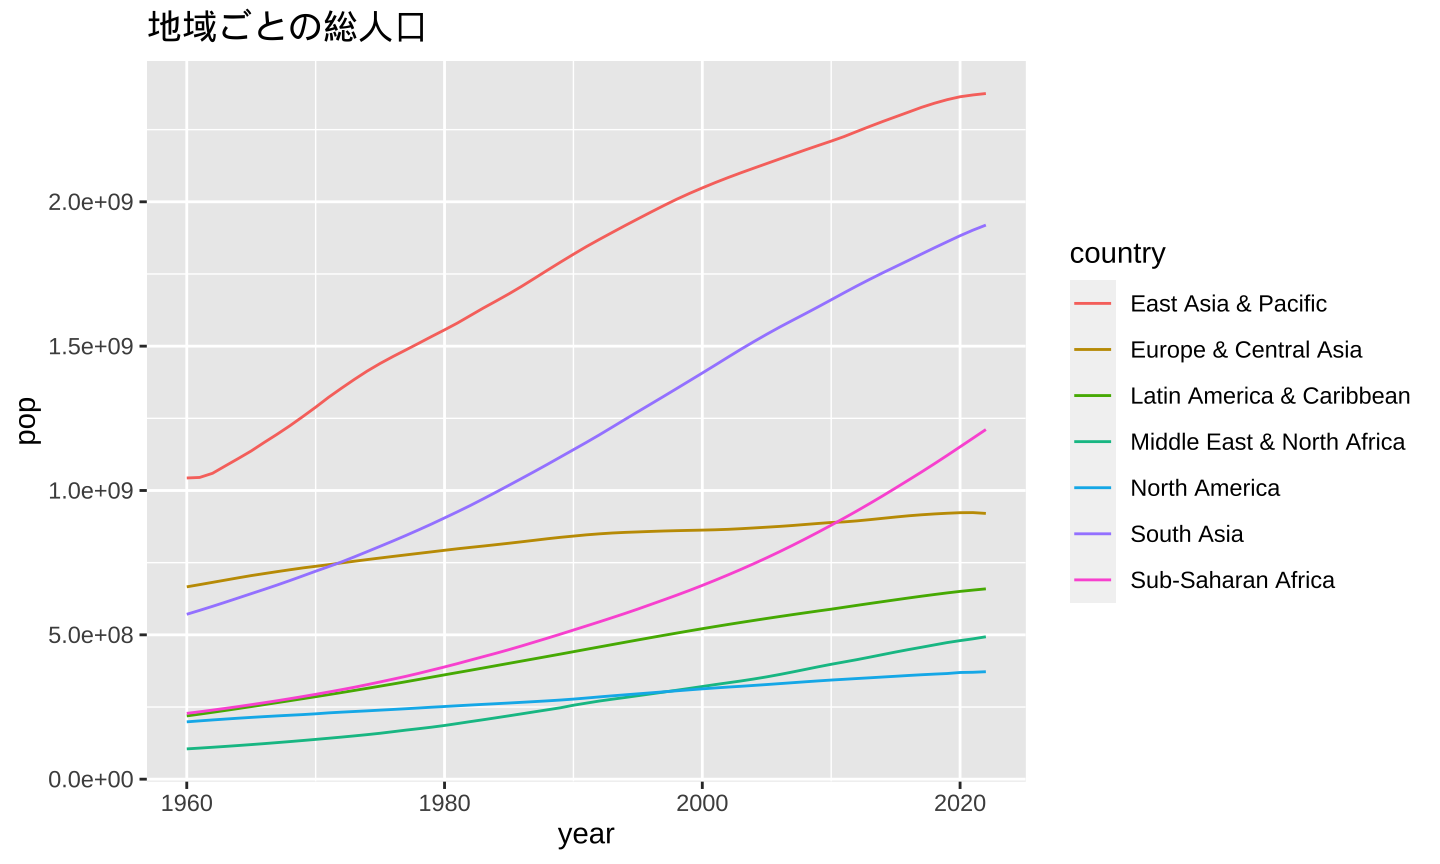 地域ごとの総人口
pop
2.0e+09
1.5e+09
1.0e+09
5.0e+08
0.0e+00
1960 1980 2000 2020
year
country
East Asia & Pacific
Europe & Central Asia
Latin America & Caribbean
Middle East & North Africa
North America
South Asia
Sub-Saharan Africa